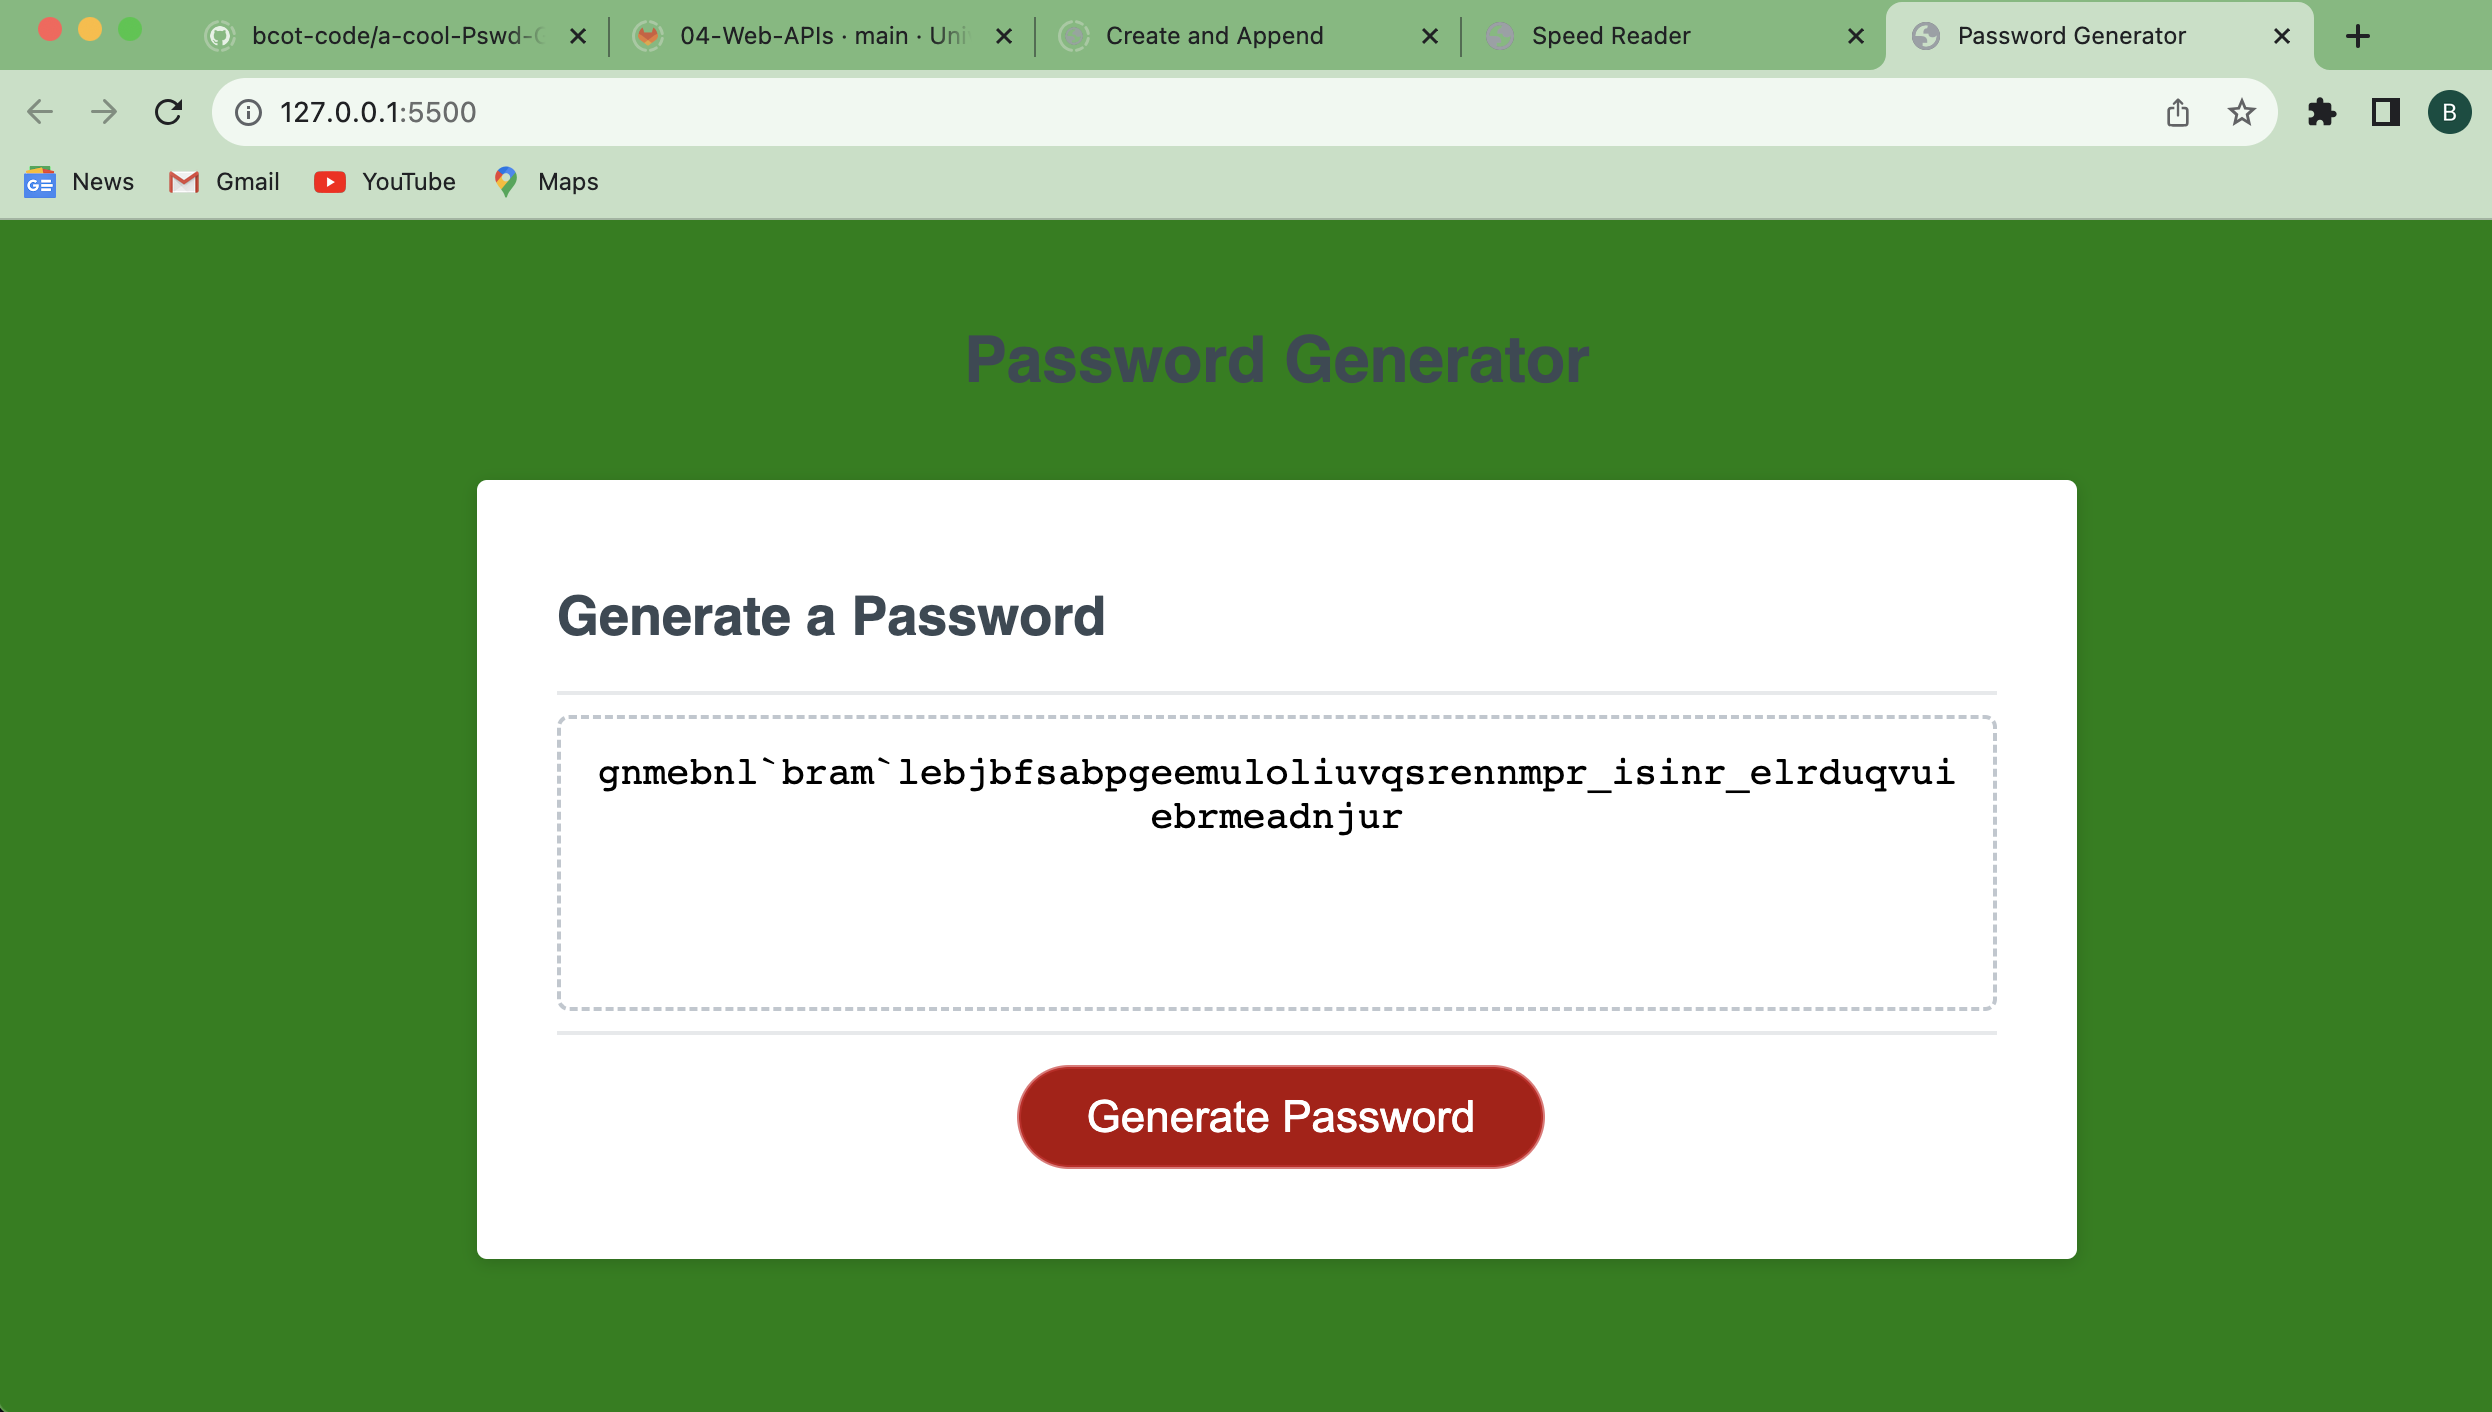 bcot-code/a-cool-Pswd-G
04-Web-APIs · main · Uni
Create and Append
Speed Reader
Password Generator
127.0.0.1:5500
B
News
Gmail
YouTube
Maps
Password Generator
Generate a Password
gnmebnl`bram`lebjbfsabpgeemuloliuvqsrennmpr_isinr_elrduqvui
ebrmeadnjur
Generate Password